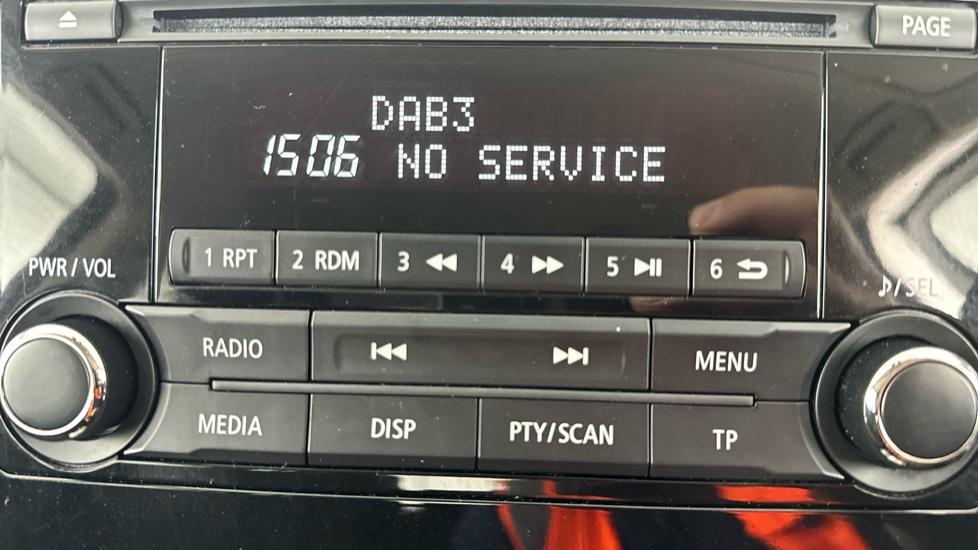 PAGE
DAB3
1506 NO SERVICE
1 RPT 2 RDM 3 4 5 6
PWR / VOL
♪/SEL
RADIO MENU
MEDIA DISP PTY/SCAN TP